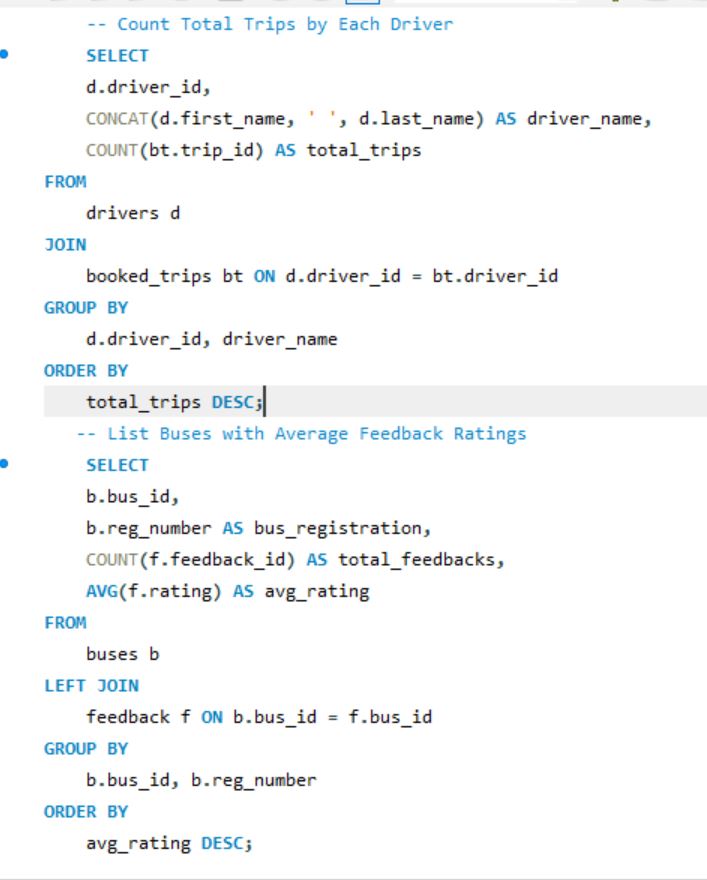 -- Count Total Trips by Each Driver
SELECT
d.driver_id,
CONCAT(d.first_name, ' ', d.last_name) AS driver_name,
COUNT(bt.trip_id) AS total_trips
FROM
drivers d
JOIN
booked_trips bt ON d.driver_id = bt.driver_id
GROUP BY
d.driver_id, driver_name
ORDER BY
total_trips DESC;
-- List Buses with Average Feedback Ratings
SELECT
b.bus_id,
b.reg_number AS bus_registration,
COUNT(f.feedback_id) AS total_feedbacks,
AVG(f.rating) AS avg_rating
FROM
buses b
LEFT JOIN
feedback f ON b.bus_id = f.bus_id
GROUP BY
b.bus_id, b.reg_number
ORDER BY
avg_rating DESC;